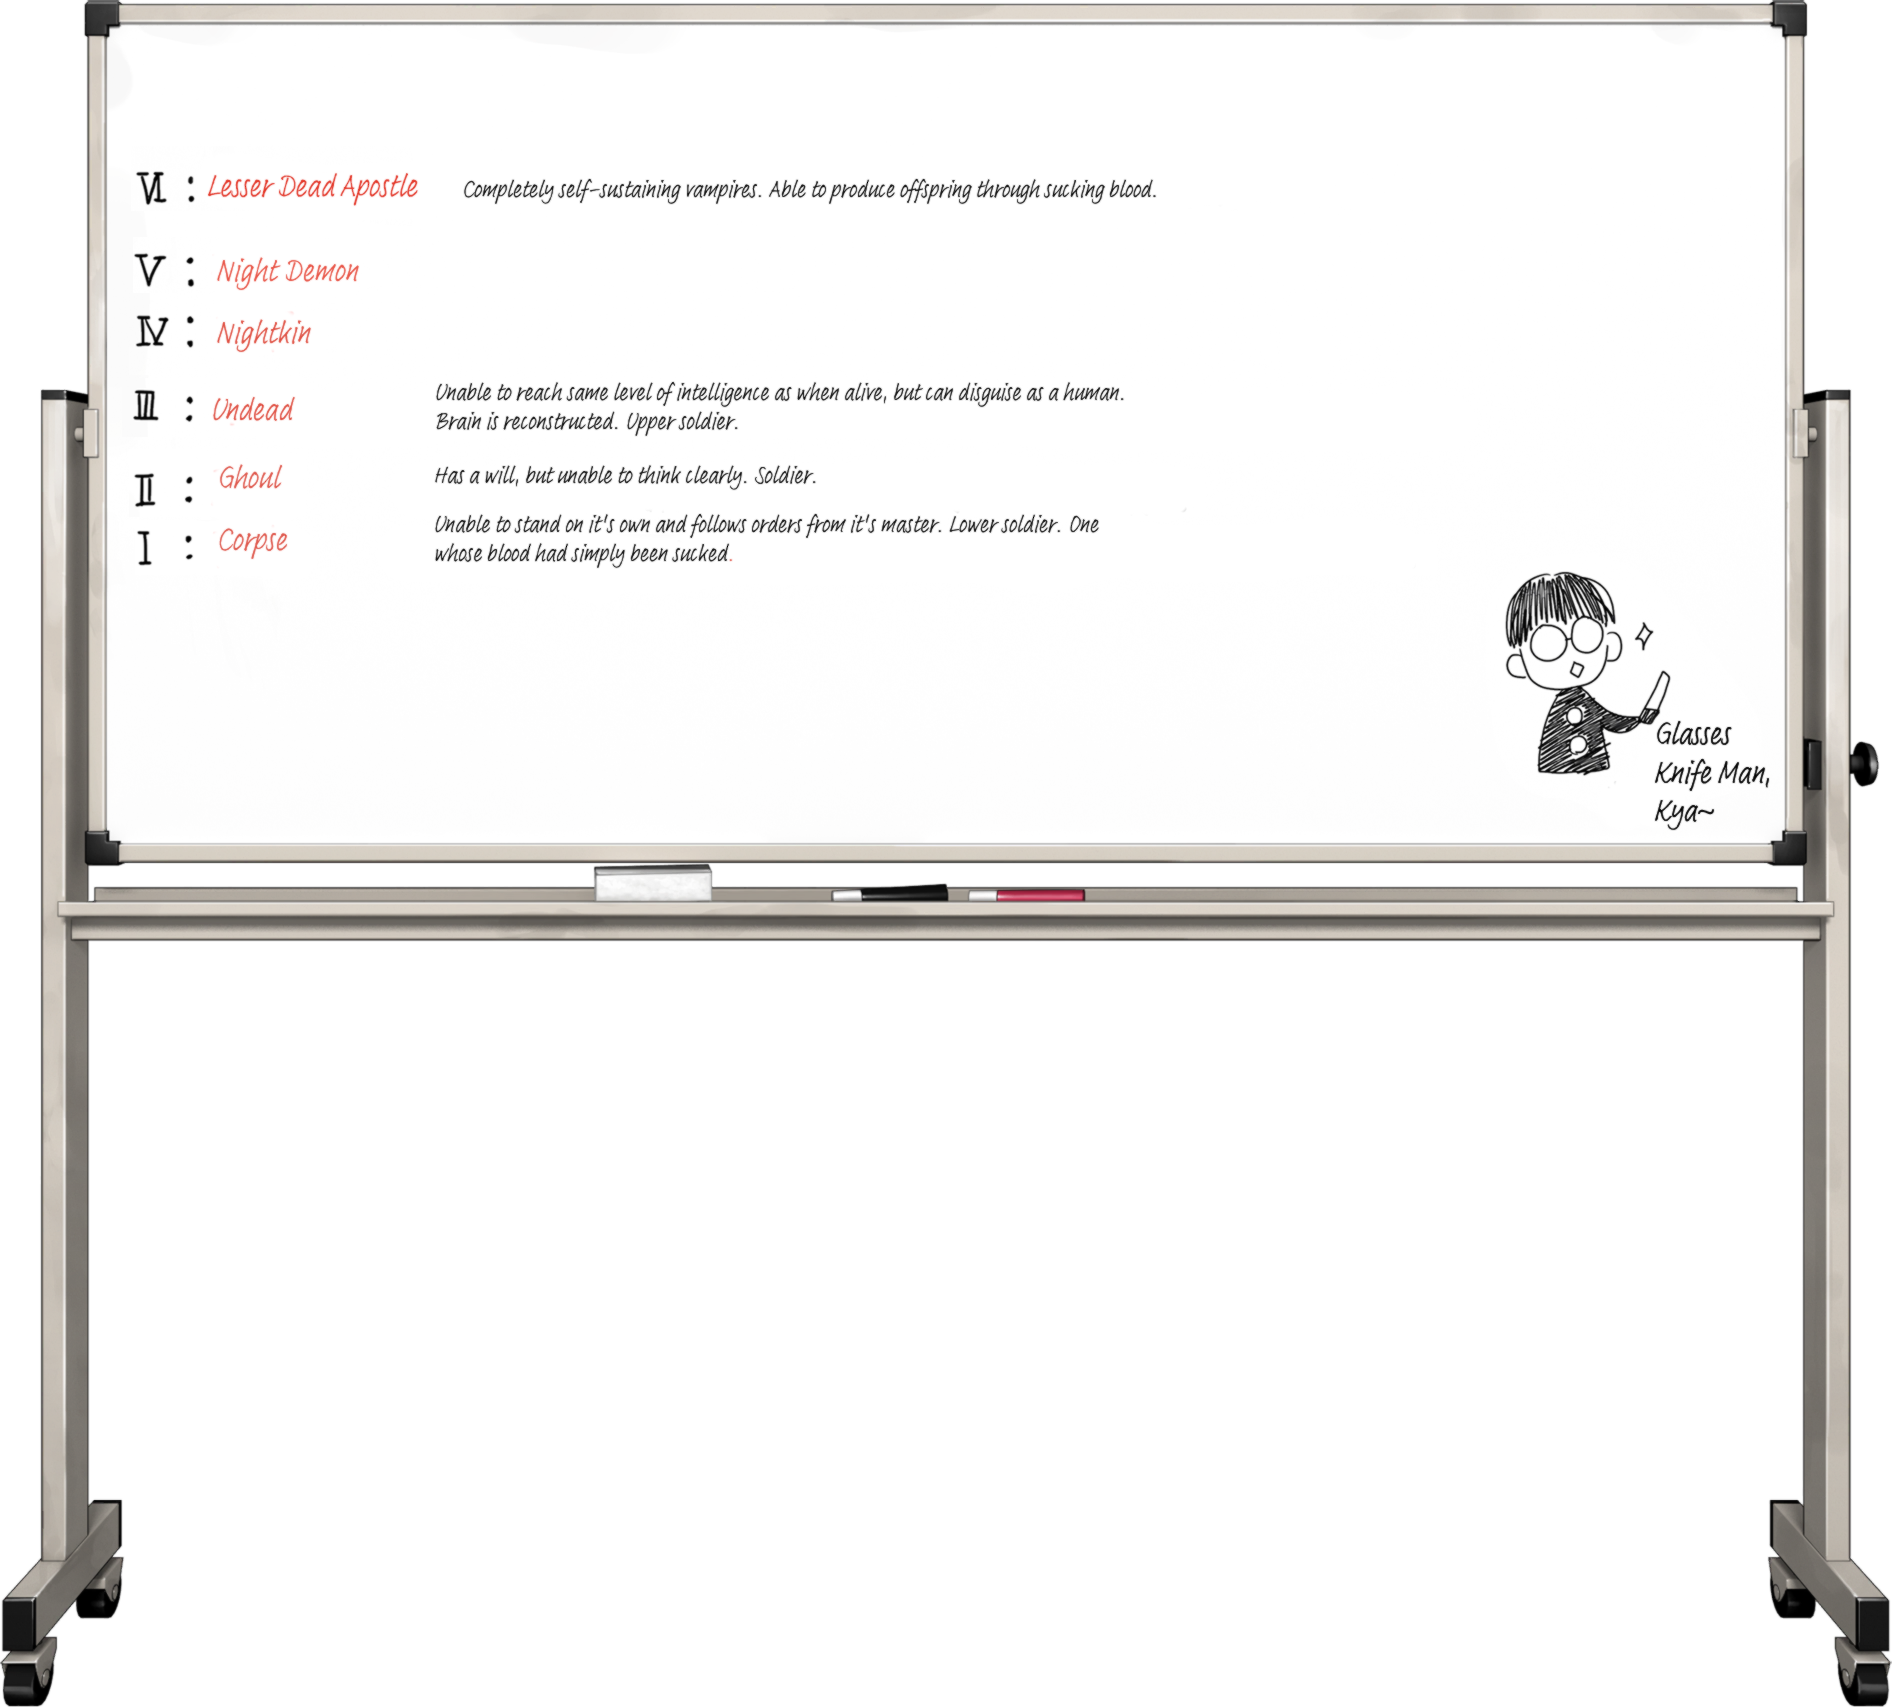 VI : Lesser Dead Apostle Completely self-sustaining vampires. Able to produce offspring through sucking blood.
V : Night Demon
IV : Nightkin
III : Undead Unable to reach same level of intelligence as when alive, but can disguise as a human.
Brain is reconstructed. Upper soldier.
II : Ghoul Has a will, but unable to think clearly. Soldier.
I : Corpse Unable to stand on it's own and follows orders from it's master. Lower soldier. One
whose blood had simply been sucked.
Glasses
Knife Man,
Kya~